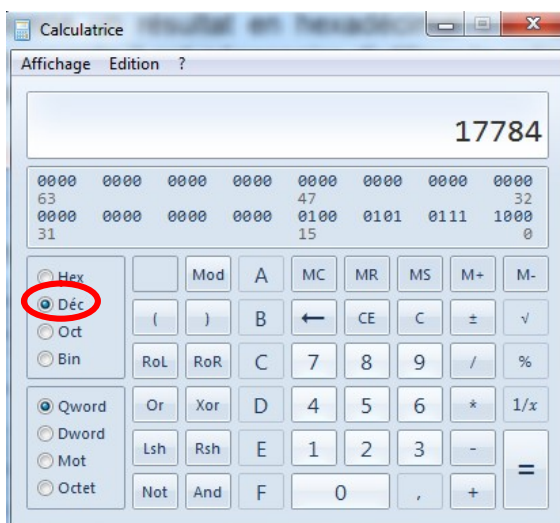 résultat en hexadéci
Calculatrice
Affichage Edition ?
17784
0000 0000 0000 0000 0000 0000 0000 0000
63 47 32
0000 0000 0000 0000 0100 0101 0111 1000
31 15 0
Hex Mod A MC MR MS M+ M-
Déc
Oct ( ) B ← CE C ± √
Bin RoL RoR C 7 8 9 / %
Qword Or Xor D 4 5 6 * 1/x
Dword
Mot Lsh Rsh E 1 2 3 - =
Octet Not And F 0 , +